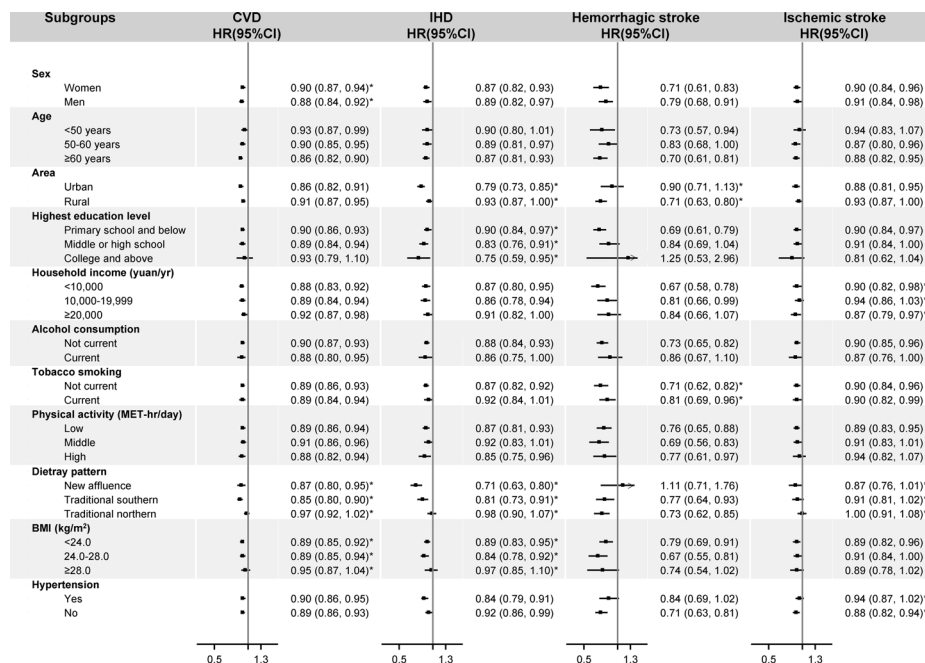 Subgroups CVD IHD Hemorrhagic stroke Ischemic stroke
HR(95%CI) HR(95%CI) HR(95%CI) HR(95%CI)
Sex
Women 0.90 (0.87, 0.94)* 0.87 (0.82, 0.93) 0.71 (0.61, 0.83) 0.90 (0.84, 0.96)
Men 0.88 (0.84, 0.92)* 0.89 (0.82, 0.97) 0.79 (0.68, 0.91) 0.91 (0.84, 0.98)
Age
<50 years 0.93 (0.87, 0.99) 0.90 (0.80, 1.01) 0.73 (0.57, 0.94) 0.94 (0.83, 1.07)
50-60 years 0.90 (0.85, 0.95) 0.89 (0.81, 0.97) 0.83 (0.68, 1.00) 0.87 (0.80, 0.96)
≥60 years 0.86 (0.82, 0.90) 0.87 (0.81, 0.93) 0.70 (0.61, 0.81) 0.88 (0.82, 0.95)
Area
Urban 0.86 (0.82, 0.91) 0.79 (0.73, 0.85)* 0.90 (0.71, 1.13)* 0.88 (0.81, 0.95)
Rural 0.91 (0.87, 0.95) 0.93 (0.87, 1.00)* 0.71 (0.63, 0.80)* 0.93 (0.87, 1.00)
Highest education level
Primary school and below 0.90 (0.86, 0.93) 0.90 (0.84, 0.97)* 0.69 (0.61, 0.79) 0.90 (0.84, 0.97)
Middle or high school 0.89 (0.84, 0.94) 0.83 (0.76, 0.91)* 0.84 (0.69, 1.04) 0.91 (0.84, 1.00)
College and above 0.93 (0.79, 1.10) 0.75 (0.59, 0.95)* 1.25 (0.53, 2.96) 0.81 (0.62, 1.04)
Household income (yuan/yr)
<10,000 0.88 (0.83, 0.92) 0.87 (0.80, 0.95) 0.67 (0.58, 0.78) 0.90 (0.82, 0.98)*
10,000-19,999 0.89 (0.84, 0.94) 0.86 (0.78, 0.94) 0.81 (0.66, 0.99) 0.94 (0.86, 1.03)*
≥20,000 0.92 (0.87, 0.98) 0.91 (0.82, 1.00) 0.84 (0.66, 1.07) 0.87 (0.79, 0.97)*
Alcohol consumption
Not current 0.90 (0.87, 0.93) 0.88 (0.84, 0.93) 0.73 (0.65, 0.82) 0.90 (0.85, 0.96)
Current 0.88 (0.80, 0.95) 0.86 (0.75, 1.00) 0.86 (0.67, 1.10) 0.87 (0.76, 1.00)
Tobacco smoking
Not current 0.89 (0.86, 0.93) 0.87 (0.82, 0.92) 0.71 (0.62, 0.82)* 0.90 (0.84, 0.96)
Current 0.89 (0.84, 0.94) 0.92 (0.84, 1.01) 0.81 (0.69, 0.96)* 0.90 (0.82, 0.99)
Physical activity (MET-hr/day)
Low 0.89 (0.86, 0.94) 0.87 (0.81, 0.93) 0.76 (0.65, 0.88) 0.89 (0.83, 0.95)
Middle 0.91 (0.86, 0.96) 0.92 (0.83, 1.01) 0.69 (0.56, 0.83) 0.91 (0.83, 1.01)
High 0.88 (0.82, 0.94) 0.85 (0.75, 0.96) 0.77 (0.61, 0.97) 0.94 (0.82, 1.07)
Dietray pattern
New affluence 0.87 (0.80, 0.95)* 0.71 (0.63, 0.80)* 1.11 (0.71, 1.76) 0.87 (0.76, 1.01)*
Traditional southern 0.85 (0.80, 0.90)* 0.81 (0.73, 0.91)* 0.77 (0.64, 0.93) 0.91 (0.81, 1.02)*
Traditional northern 0.97 (0.92, 1.02)* 0.98 (0.90, 1.07)* 0.73 (0.62, 0.85) 1.00 (0.91, 1.08)*
BMI (kg/m²)
<24.0 0.89 (0.85, 0.92)* 0.89 (0.83, 0.95)* 0.79 (0.69, 0.91) 0.89 (0.82, 0.96)
24.0-28.0 0.89 (0.85, 0.94)* 0.84 (0.78, 0.92)* 0.67 (0.55, 0.81) 0.91 (0.84, 1.00)
≥28.0 0.95 (0.87, 1.04)* 0.97 (0.85, 1.10)* 0.74 (0.54, 1.02) 0.89 (0.78, 1.02)
Hypertension
Yes 0.90 (0.86, 0.95) 0.84 (0.79, 0.91) 0.84 (0.69, 1.02) 0.94 (0.87, 1.02)*
No 0.89 (0.86, 0.93) 0.92 (0.86, 0.99) 0.71 (0.63, 0.81) 0.88 (0.82, 0.94)*
0.5 1.3 0.5 1.3 0.5 1.3 0.5 1.3